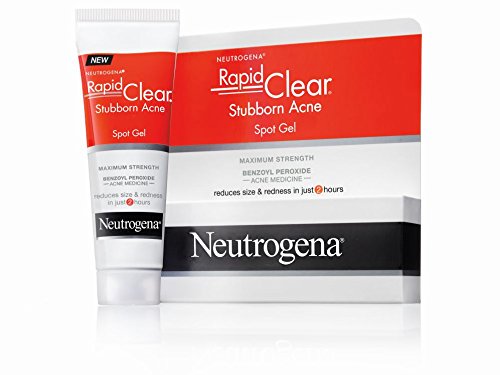 NEW
NEUTROGENA®
Rapid Clear®
Stubborn Acne
Spot Gel
MAXIMUM STRENGTH
BENZOYL PEROXIDE
— ACNE MEDICINE —
reduces size & redness
in just 2 hours
Neutrogena®
NEUTROGENA®
Rapid Clear®
Stubborn Acne
Spot Gel
MAXIMUM STRENGTH
BENZOYL PEROXIDE
— ACNE MEDICINE —
reduces size & redness in just 2 hours
Neutrogena®